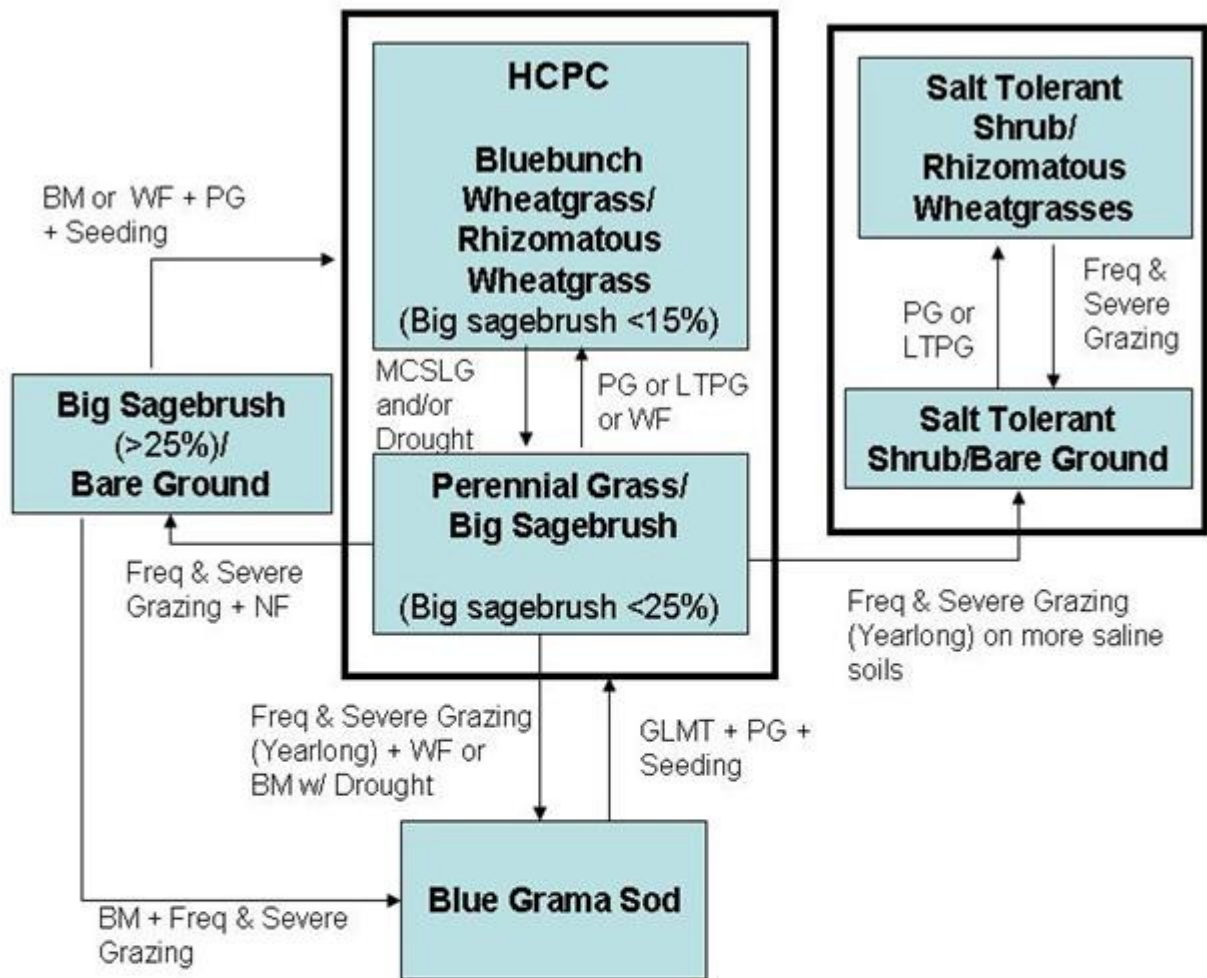 HCPC
Bluebunch
Wheatgrass/
Rhizomatous
Wheatgrass
(Big sagebrush <15%)
Salt Tolerant
Shrub/
Rhizomatous
Wheatgrasses
BM or WF + PG
+ Seeding
MCSLG
and/or
Drought
PG or LTPG
or WF
PG or
LTPG
Freq &
Severe
Grazing
Big Sagebrush
(>25%)/
Bare Ground
Perennial Grass/
Big Sagebrush
(Big sagebrush <25%)
Salt Tolerant
Shrub/Bare Ground
Freq & Severe
Grazing + NF
Freq & Severe Grazing
(Yearlong) on more saline
soils
Freq & Severe Grazing
(Yearlong) + WF or
BM w/ Drought
GLMT + PG +
Seeding
Blue Grama Sod
BM + Freq & Severe
Grazing